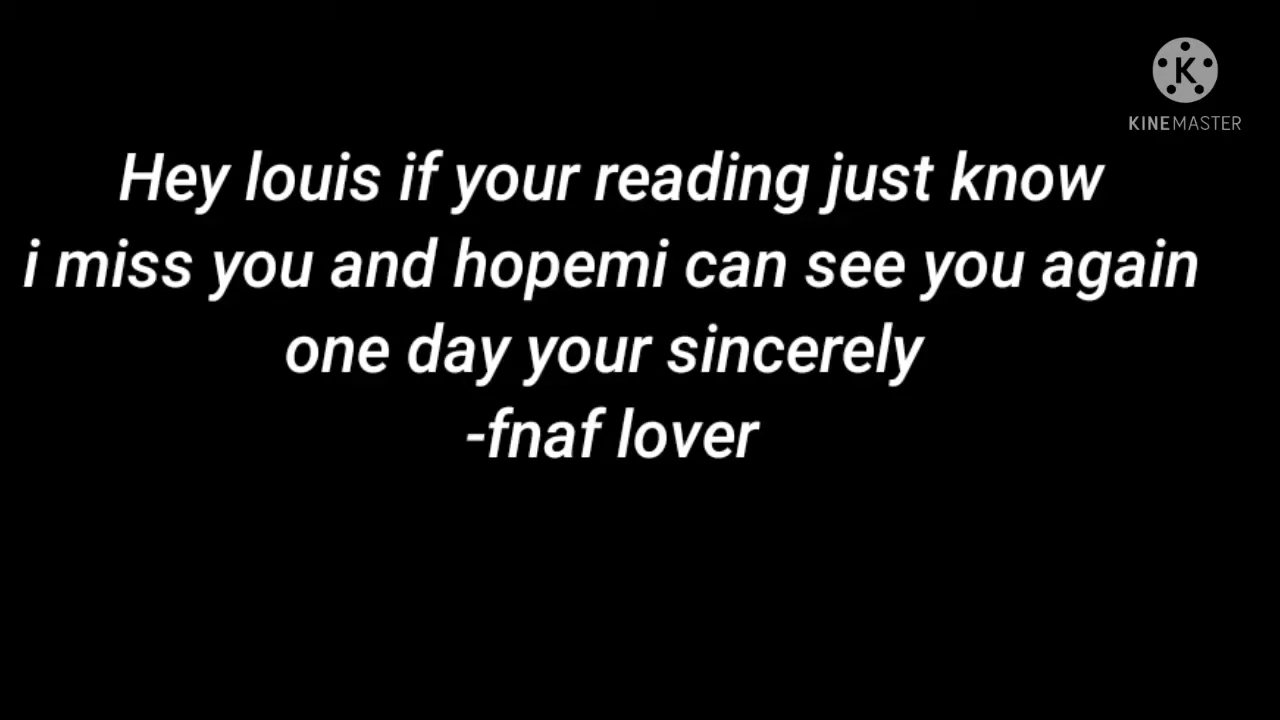 K
KINEMASTER
Hey louis if your reading just know
i miss you and hopemi can see you again
one day your sincerely
-fnaf lover